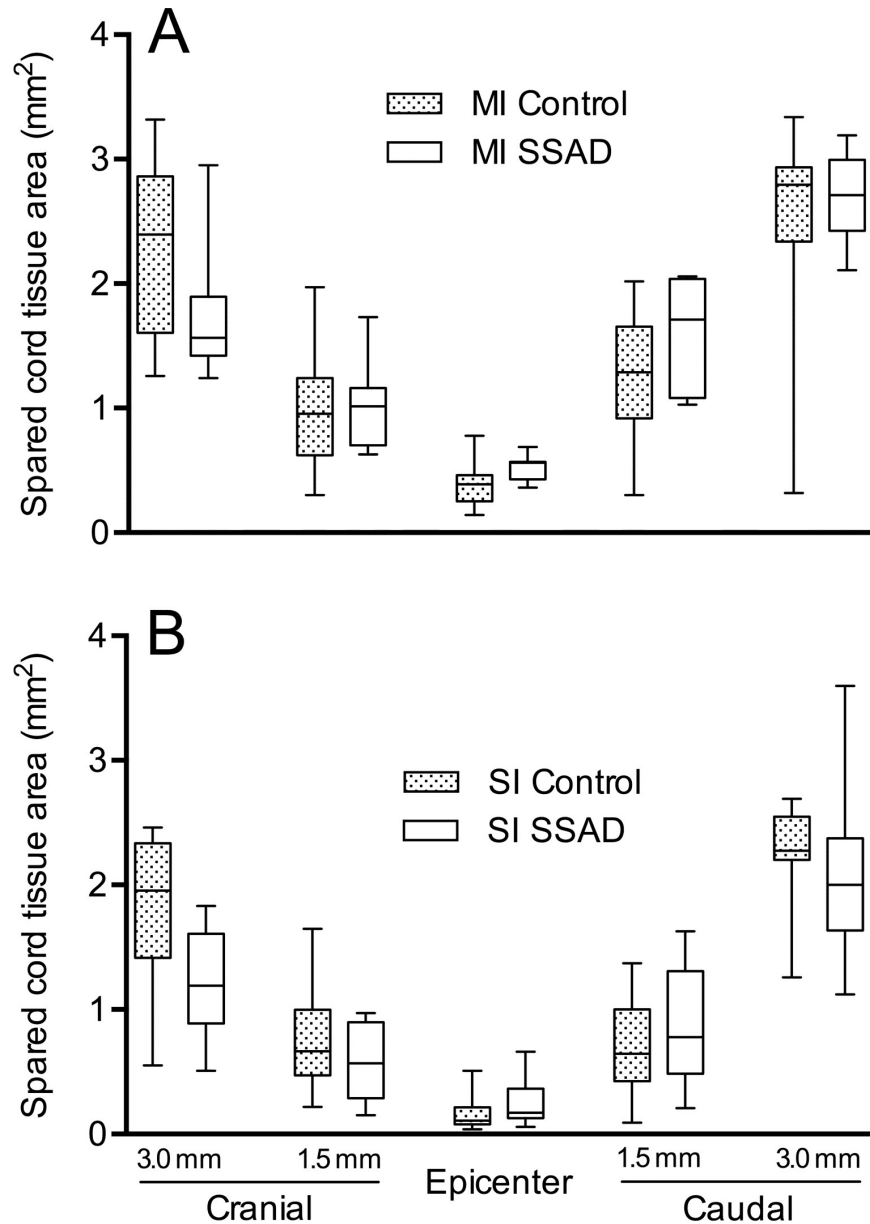 A
Spared cord tissue area (mm²)
4
3
2
1
0
MI Control
MI SSAD
B
Spared cord tissue area (mm²)
4
3
2
1
0
SI Control
SI SSAD
3.0 mm 1.5 mm Epicenter 1.5 mm 3.0 mm
Cranial Caudal